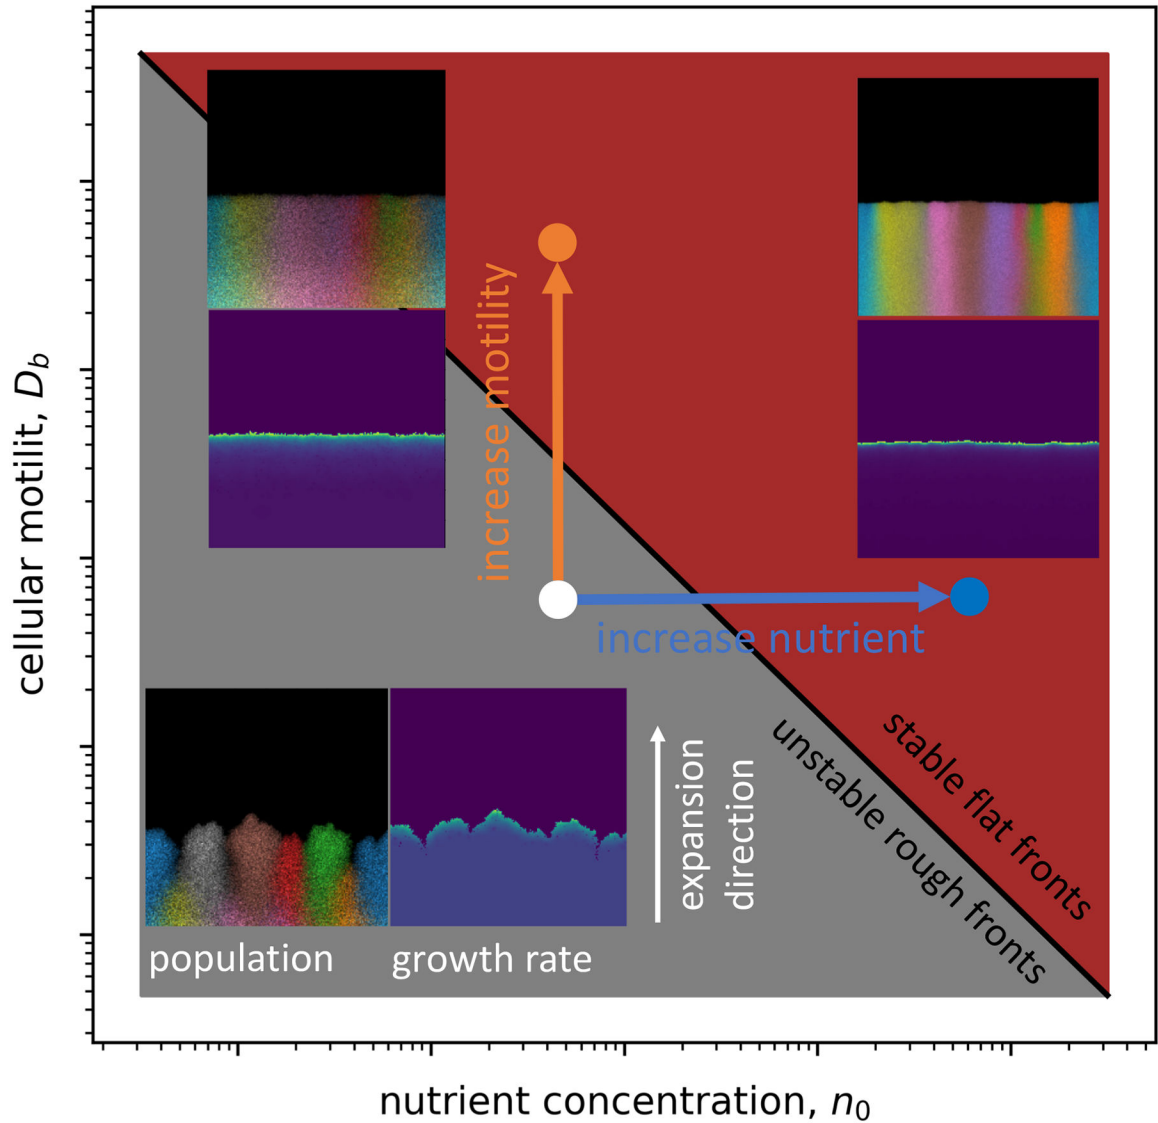 increase motility
cellular motilit, D_b
increase nutrient
stable flat fronts
unstable rough fronts
expansion
direction
population
growth rate
nutrient concentration, n_0